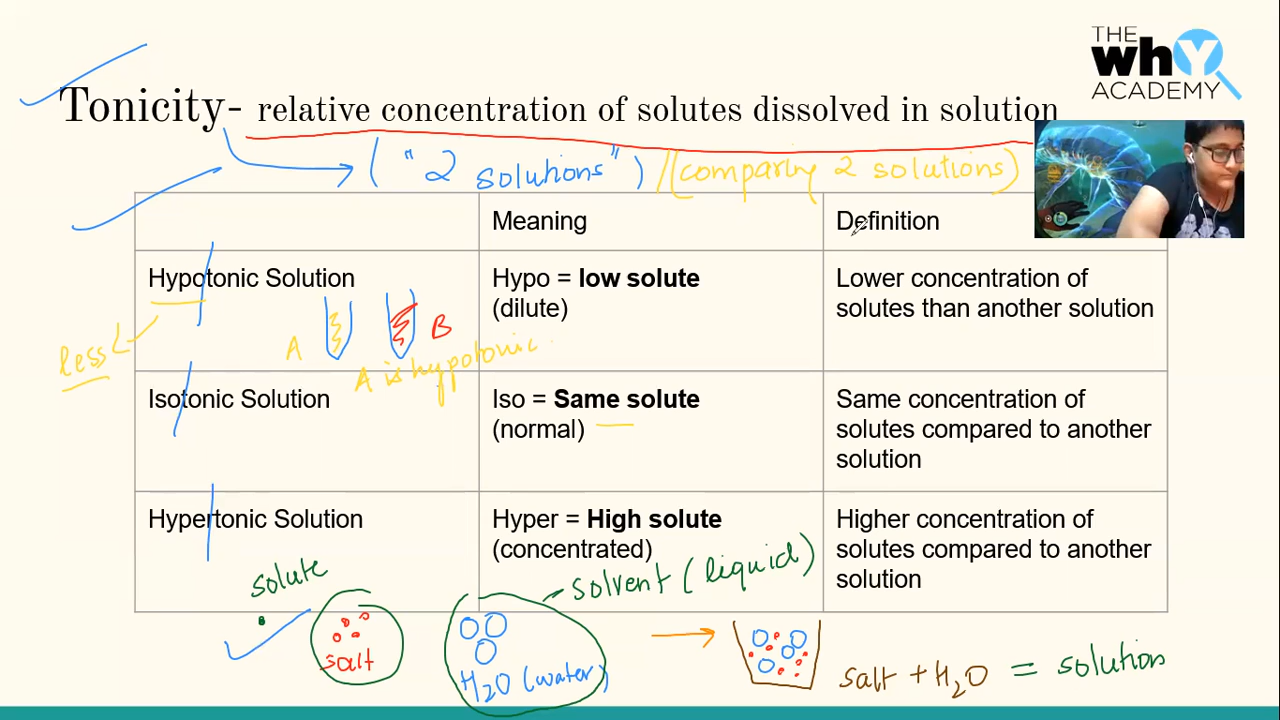 THE
whY
ACADEMY
Tonicity- relative concentration of solutes dissolved in solution
("2 solutions") / (comparing 2 solutions)
Meaning
Definition
Hypotonic Solution
Hypo = low solute
(dilute)
Lower concentration of
solutes than another solution
less <
A
B
A is hypotonic
Isotonic Solution
Iso = Same solute
(normal)
Same concentration of
solutes compared to another
solution
Hypertonic Solution
Hyper = High solute
(concentrated)
Higher concentration of
solutes compared to another
solution
solute
solvent (liquid)
salt
H2O (water)
salt + H2O = solution